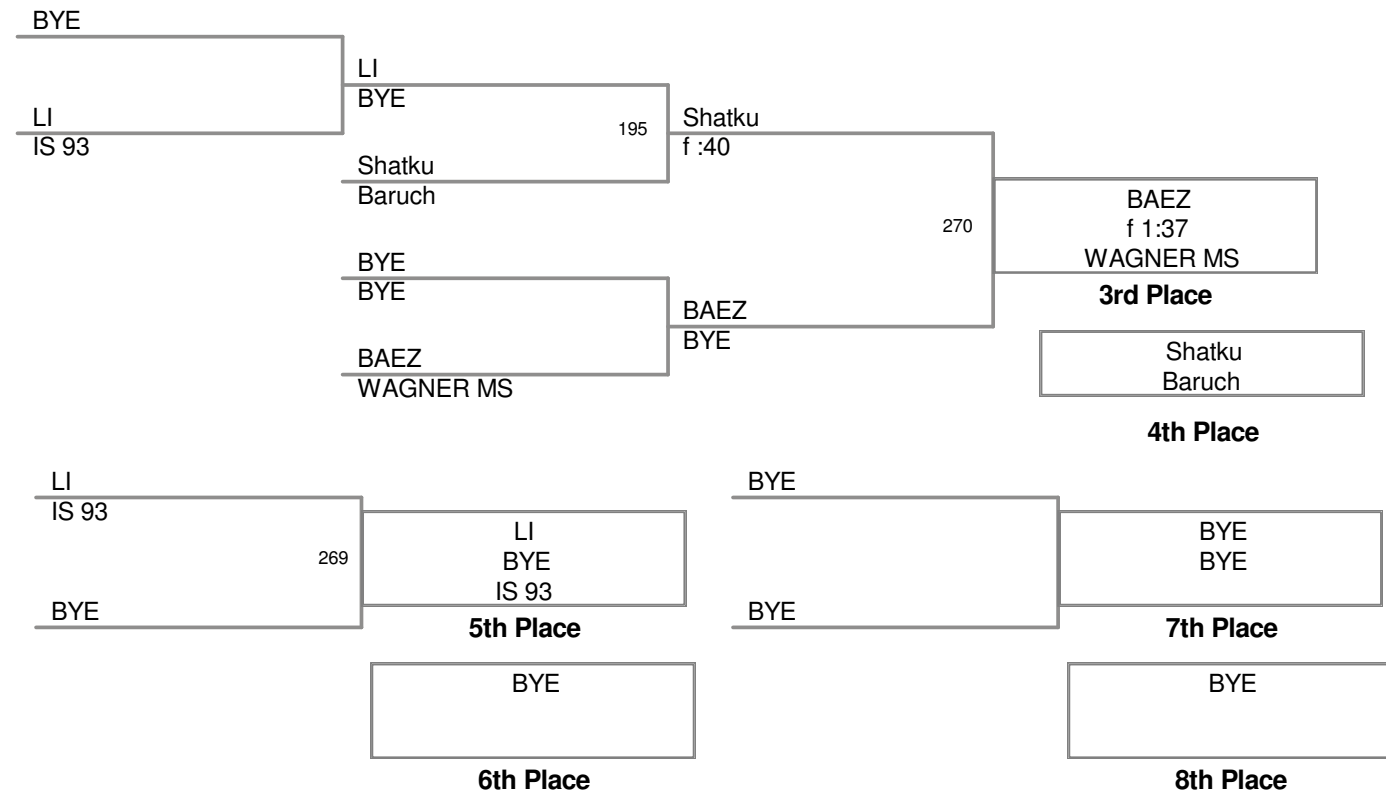 BYE
LI
IS 93
LI
BYE
195
Shatku
Baruch
Shatku
f :40
BYE
BYE
BAEZ
WAGNER MS
BAEZ
BYE
270
BAEZ
f 1:37
WAGNER MS
3rd Place
Shatku
Baruch
4th Place
LI
IS 93
269
BYE
LI
BYE
IS 93
5th Place
BYE
6th Place
BYE
BYE
BYE
BYE
7th Place
BYE
8th Place